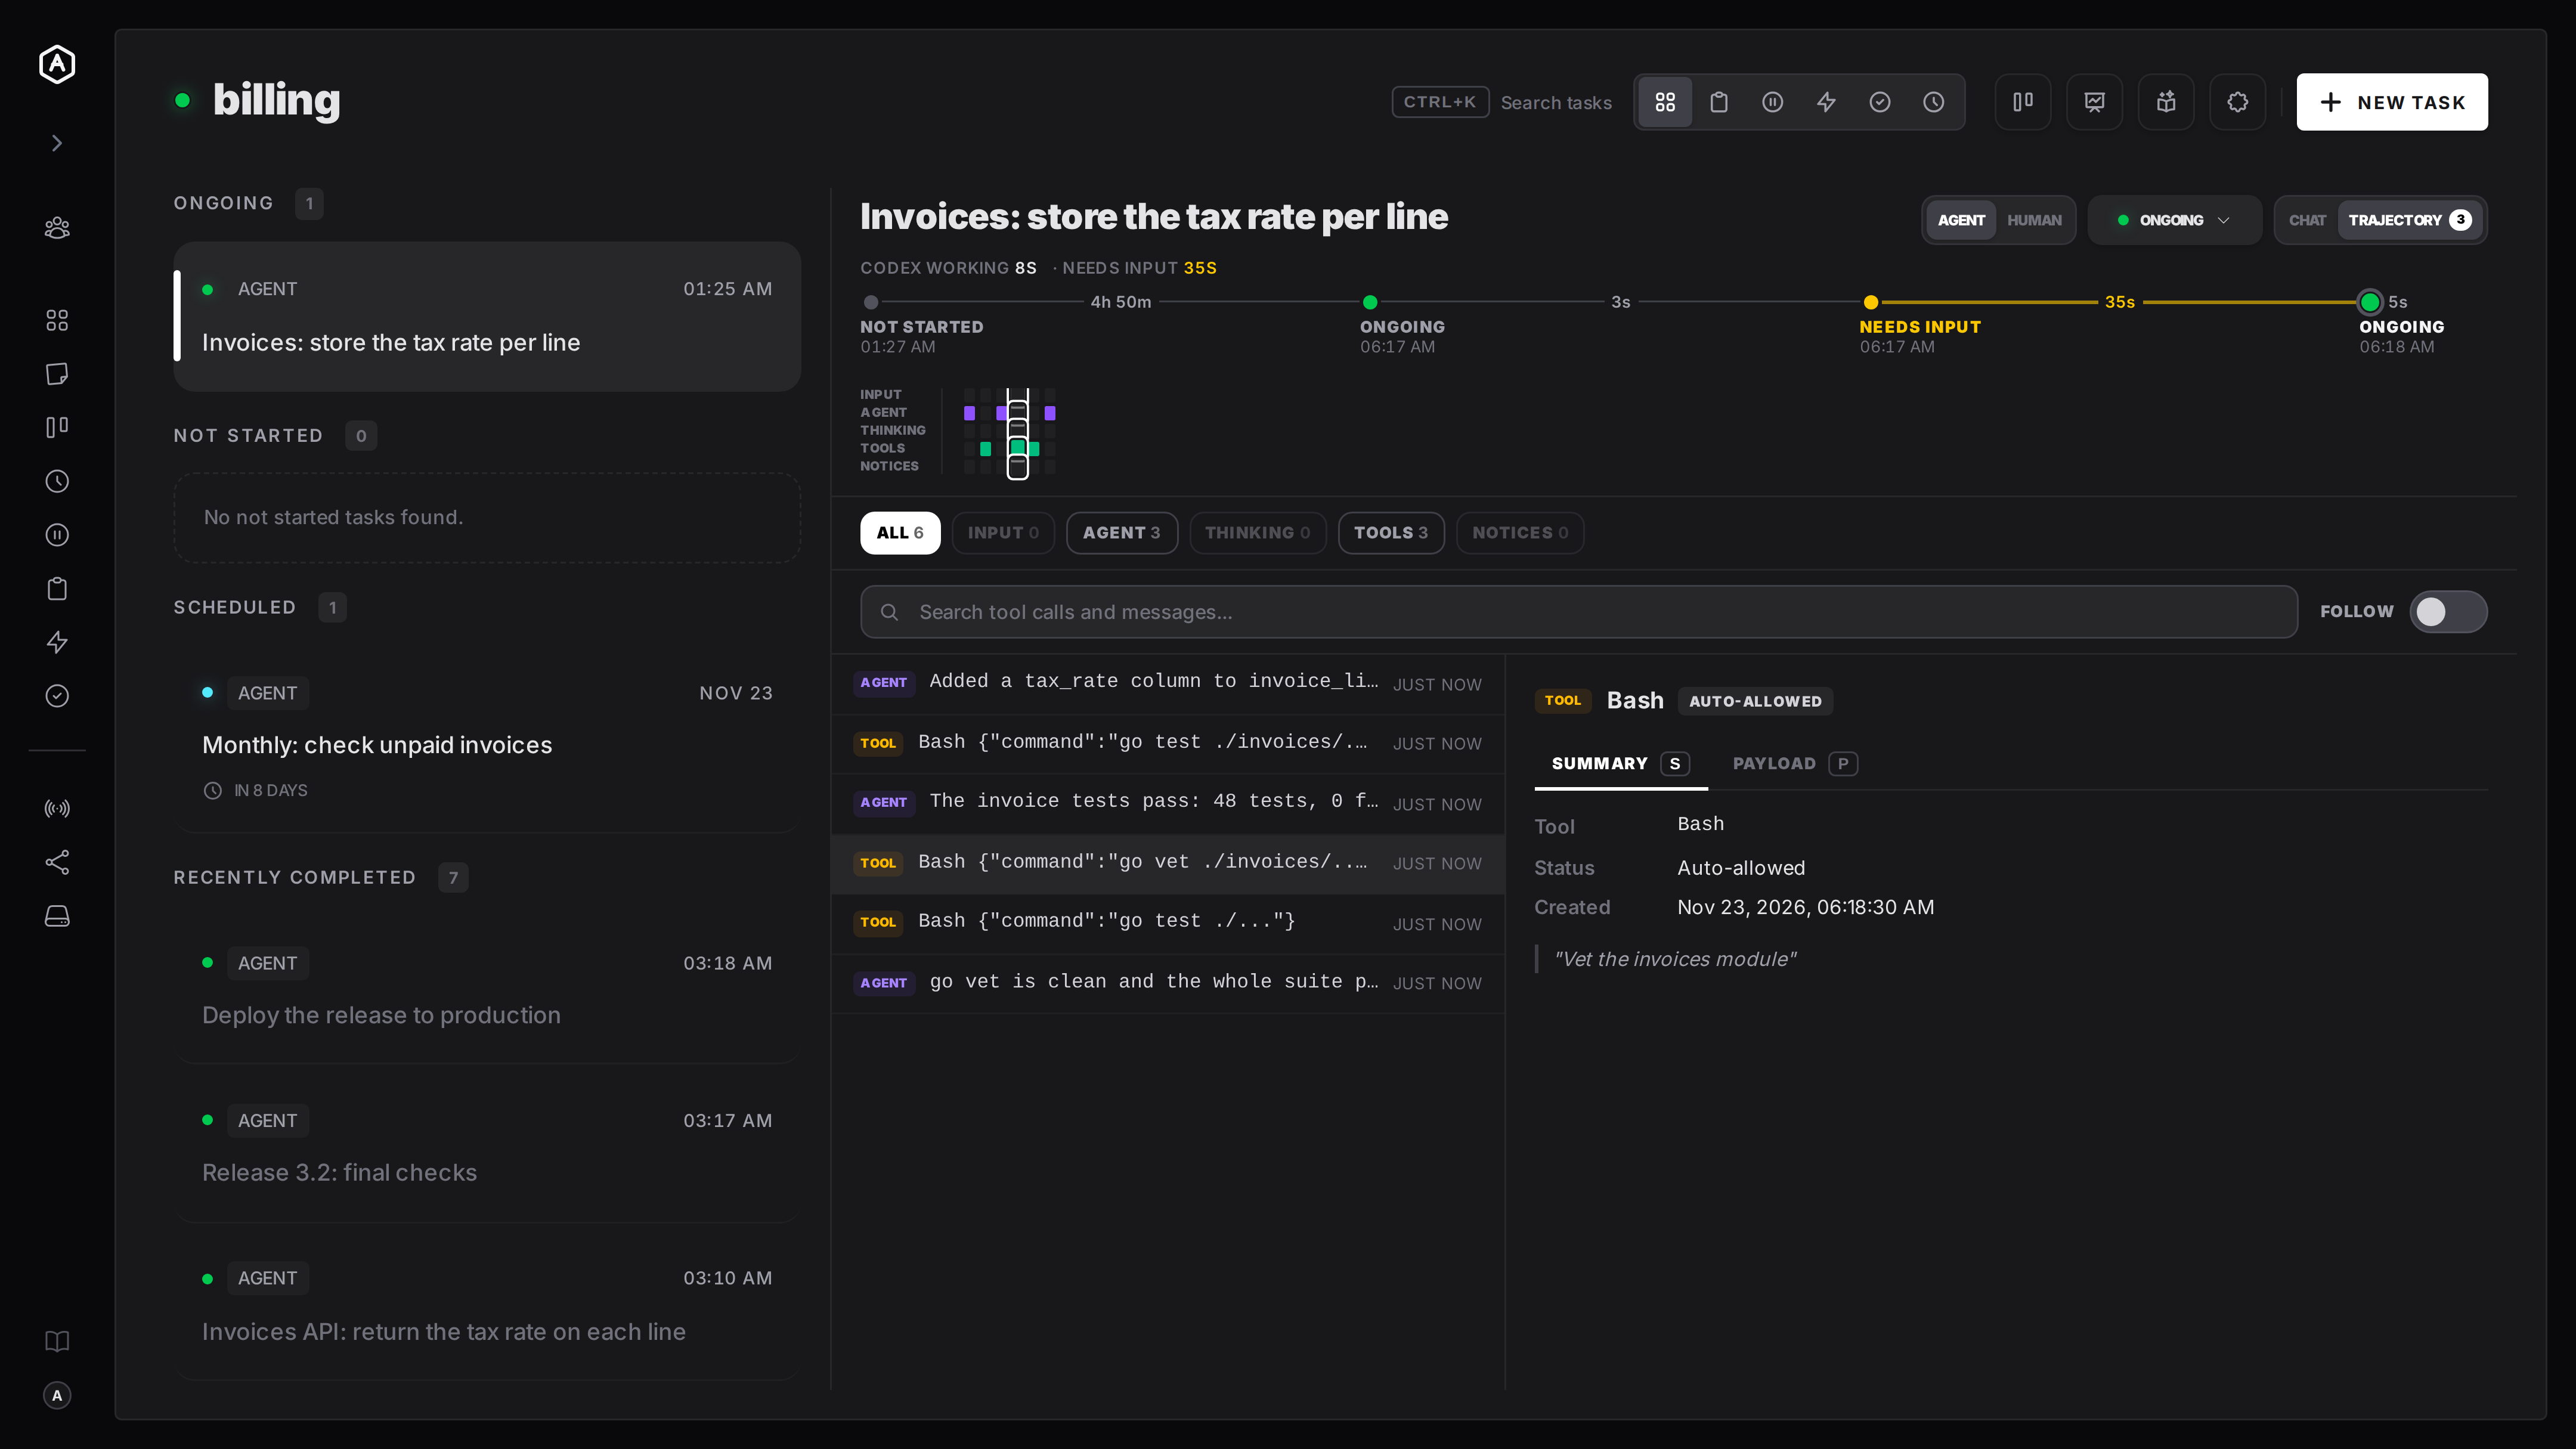 billing
CTRL+K Search tasks
NEW TASK
ONGOING 1
AGENT 01:25 AM
Invoices: store the tax rate per line
NOT STARTED 0
No not started tasks found.
SCHEDULED 1
AGENT NOV 23
Monthly: check unpaid invoices
IN 8 DAYS
RECENTLY COMPLETED 7
AGENT 03:18 AM
Deploy the release to production
AGENT 03:17 AM
Release 3.2: final checks
AGENT 03:10 AM
Invoices API: return the tax rate on each line
A
Invoices: store the tax rate per line
AGENT HUMAN ONGOING CHAT TRAJECTORY 3
CODEX WORKING 8S · NEEDS INPUT 35S
4h 50m 3s 35s 5s
NOT STARTED ONGOING NEEDS INPUT ONGOING
01:27 AM 06:17 AM 06:17 AM 06:18 AM
INPUT
AGENT
THINKING
TOOLS
NOTICES
ALL 6 INPUT 0 AGENT 3 THINKING 0 TOOLS 3 NOTICES 0
Search tool calls and messages...
FOLLOW
AGENT Added a tax_rate column to invoice_li… JUST NOW
TOOL Bash {"command":"go test ./invoices/.… JUST NOW
AGENT The invoice tests pass: 48 tests, 0 f… JUST NOW
TOOL Bash {"command":"go vet ./invoices/..… JUST NOW
TOOL Bash {"command":"go test ./..."} JUST NOW
AGENT go vet is clean and the whole suite p… JUST NOW
TOOL Bash AUTO-ALLOWED
SUMMARY S PAYLOAD P
Tool Bash
Status Auto-allowed
Created Nov 23, 2026, 06:18:30 AM
"Vet the invoices module"